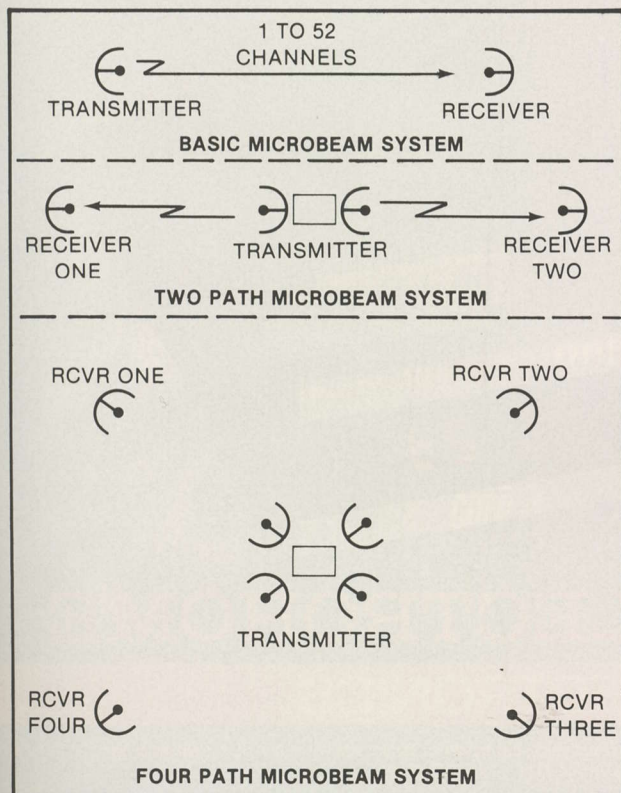 1 TO 52
CHANNELS
TRANSMITTER
RECEIVER
BASIC MICROBEAM SYSTEM
RECEIVER
ONE
TRANSMITTER
RECEIVER
TWO
TWO PATH MICROBEAM SYSTEM
RCVR ONE
RCVR TWO
TRANSMITTER
RCVR
FOUR
RCVR
THREE
FOUR PATH MICROBEAM SYSTEM